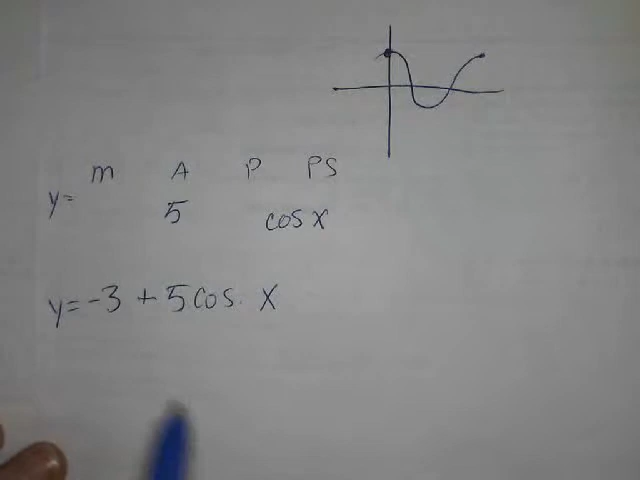 m A P PS
y= 5 cos x
y= -3 + 5 cos. x